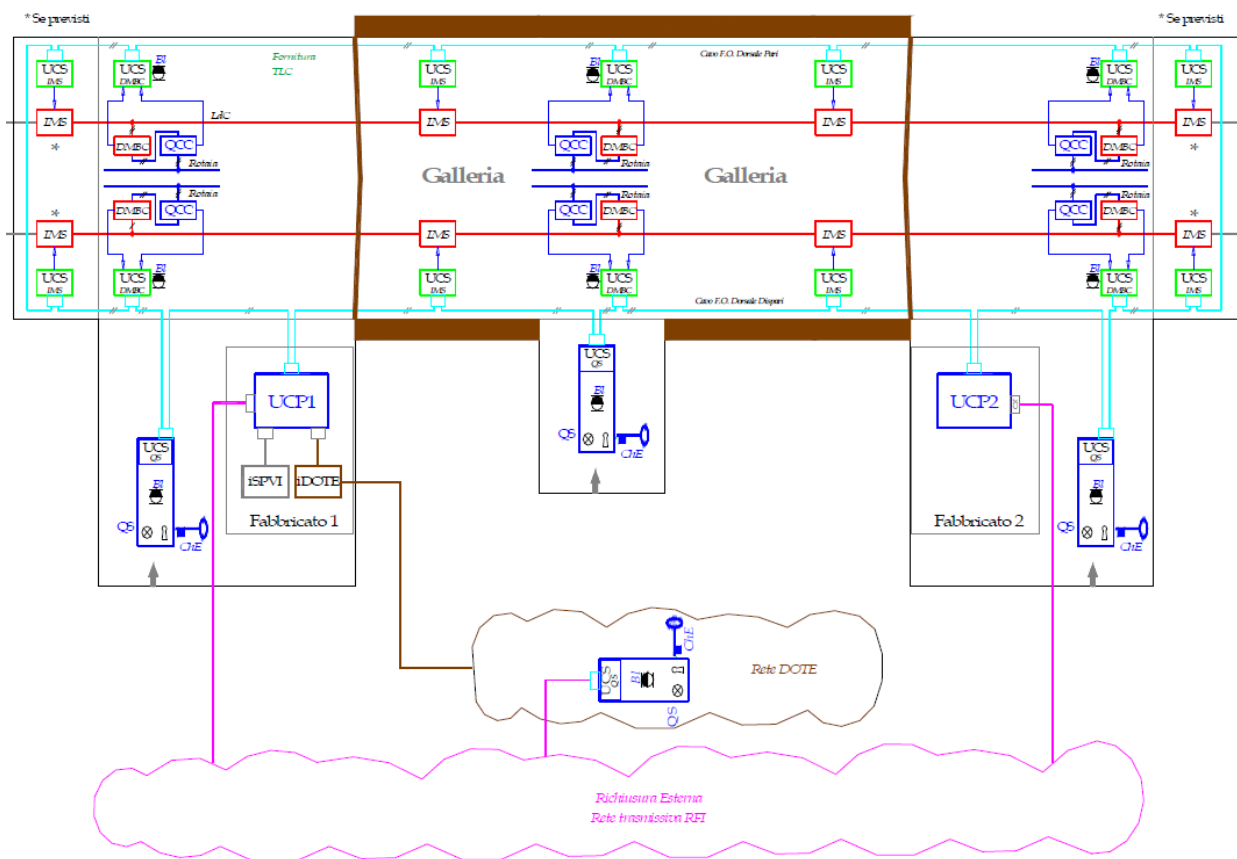 * Se previsti
* Se previsti
Fornitura
TLC
Cavo F.O. Dorsale Pari
UCS
IMS
UCS
DMBC
BI
UCS
IMS
BI
UCS
DMBC
UCS
IMS
BI
UCS
DMBC
UCS
IMS
LdC
IMS
IMS
IMS
IMS
*
DMBC
QCC
QCC
DMBC
QCC
DMBC
*
Rotaia
Rotaia
Rotaia
Galleria
Galleria
Rotaia
Rotaia
Rotaia
*
DMBC
QCC
QCC
DMBC
QCC
DMBC
*
IMS
IMS
IMS
IMS
UCS
IMS
UCS
DMBC
BI
UCS
IMS
BI
UCS
DMBC
UCS
IMS
BI
UCS
DMBC
UCS
IMS
Cavo F.O. Dorsale Dispari
UCS
QS
BI
QS
ChE
UCP1
UCP2
UCS
QS
BI
QS
ChE
iSPVI
iDOTE
Fabbricato 1
Fabbricato 2
UCS
QS
BI
QS
ChE
ChE
UCS
QS
BI
QS
Rete DOTE
Richiusura Esterna
Rete trasmissiva RFI